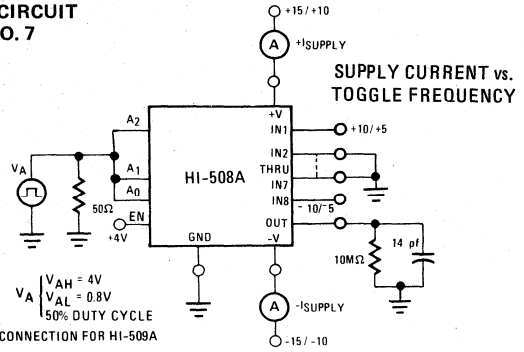 CIRCUIT
O. 7
+15/+10
A
+ISUPPLY
SUPPLY CURRENT vs.
TOGGLE FREQUENCY
+V
A2
IN1
+10/+5
IN2
VA
A1
HI-508A
THRU
A0
IN7
50Ω
IN8
-10/-5
EN
OUT
+4V
GND
-V
10MΩ
14 pf
VA { VAH = 4V
VAL = 0.8V
50% DUTY CYCLE
A
-ISUPPLY
CONNECTION FOR HI-509A
-15/-10